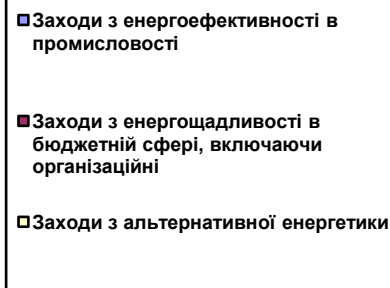 Заходи з енергоефективності в
промисловості
Заходи з енергощадливості в
бюджетній сфері, включаючи
організаційні
Заходи з альтернативної енергетики